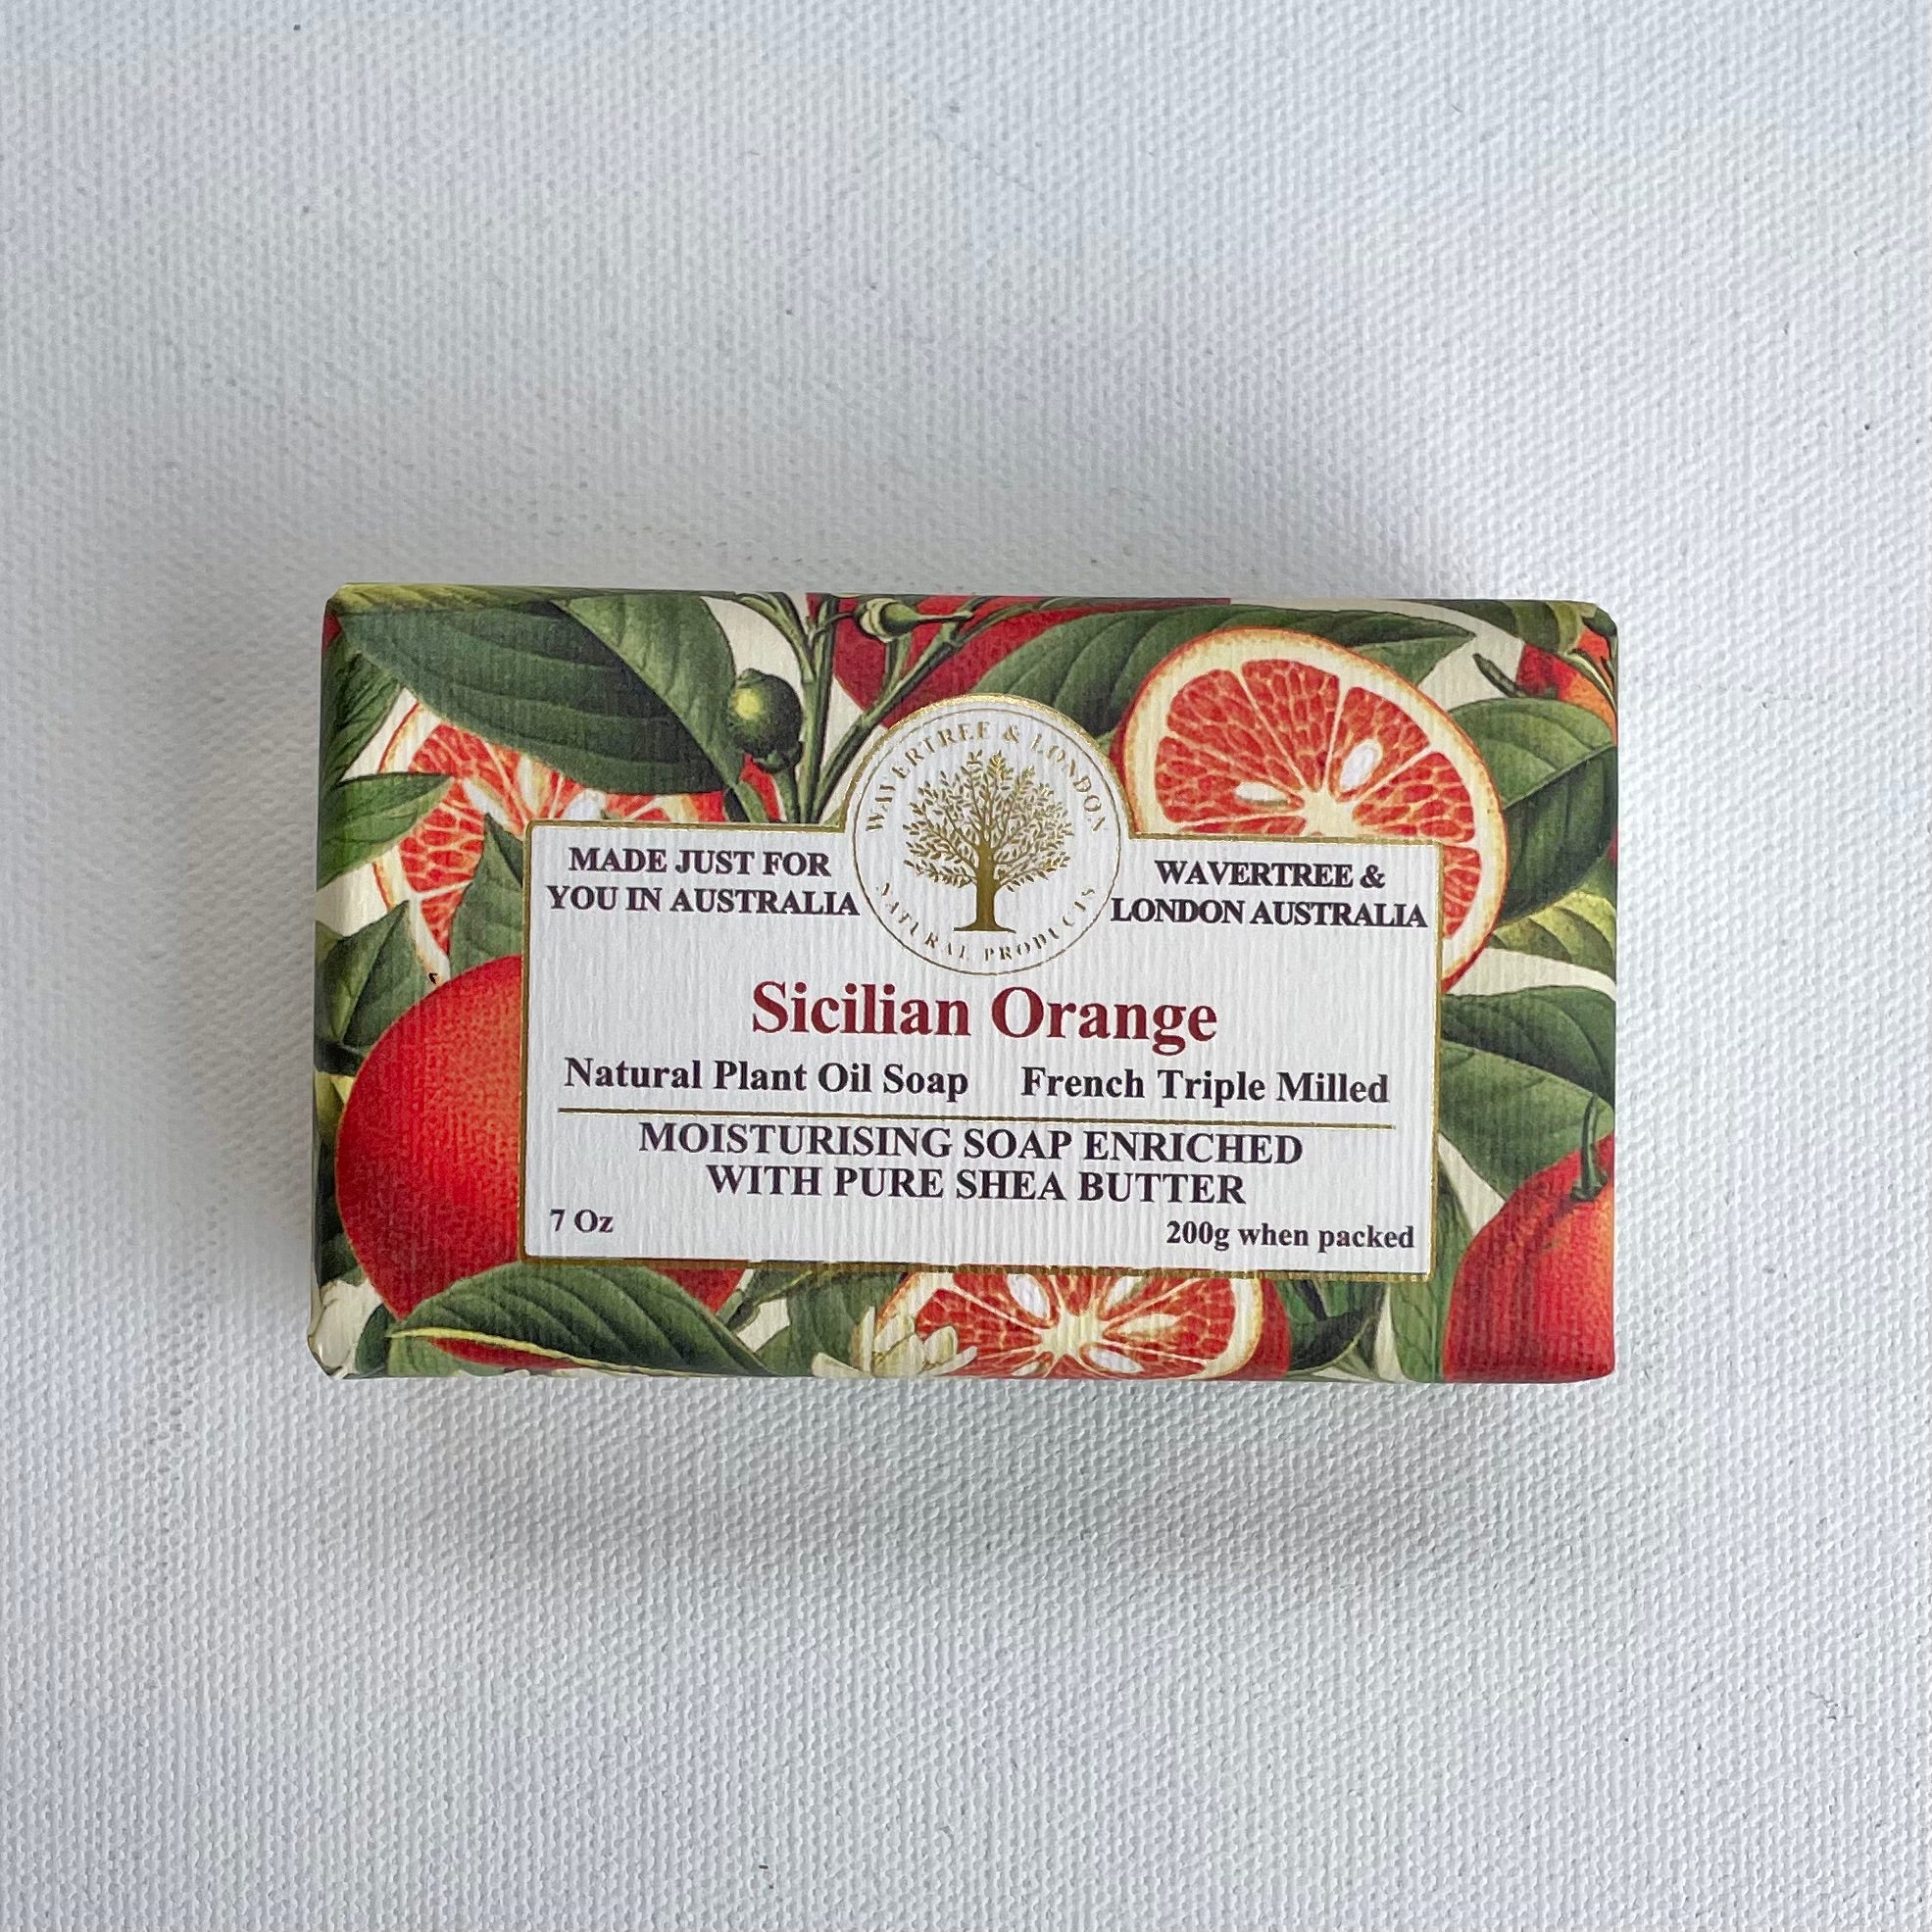 WAVERTREE & LONDON
NATURAL PRODUCTS
MADE JUST FOR
YOU IN AUSTRALIA
WAVERTREE &
LONDON AUSTRALIA
Sicilian Orange
Natural Plant Oil Soap French Triple Milled
MOISTURISING SOAP ENRICHED
WITH PURE SHEA BUTTER
7 Oz 200g when packed